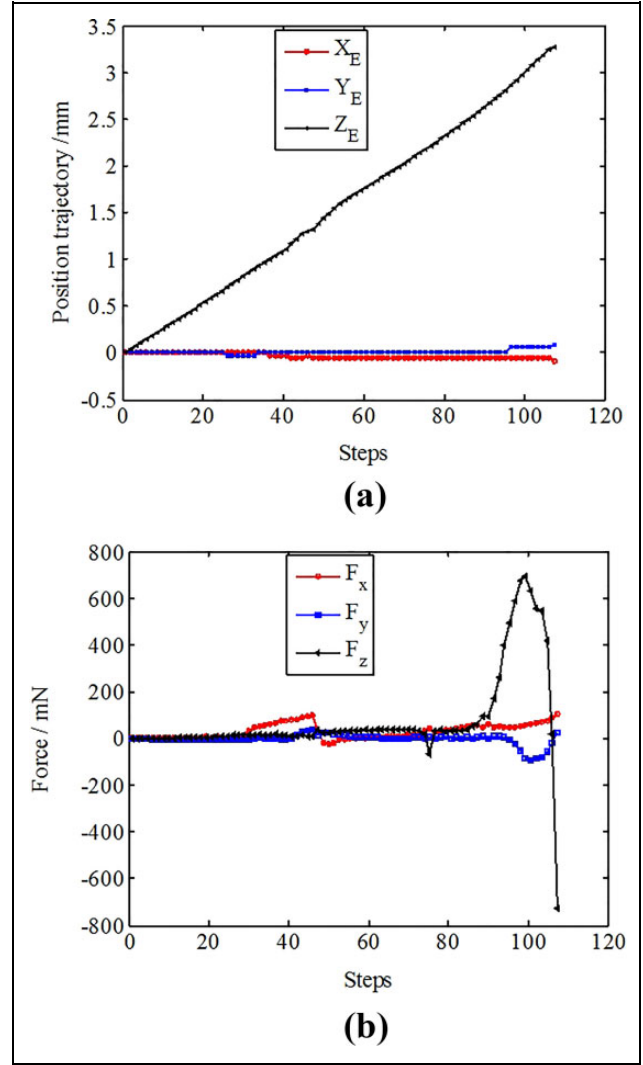 3.5
3
2.5
2
1.5
1
0.5
0
-0.5
Position trajectory /mm
X_E
Y_E
Z_E
0 20 40 60 80 100 120
Steps
(a)
800
600
400
200
0
-200
-400
-600
-800
Force / mN
F_x
F_y
F_z
0 20 40 60 80 100 120
Steps
(b)